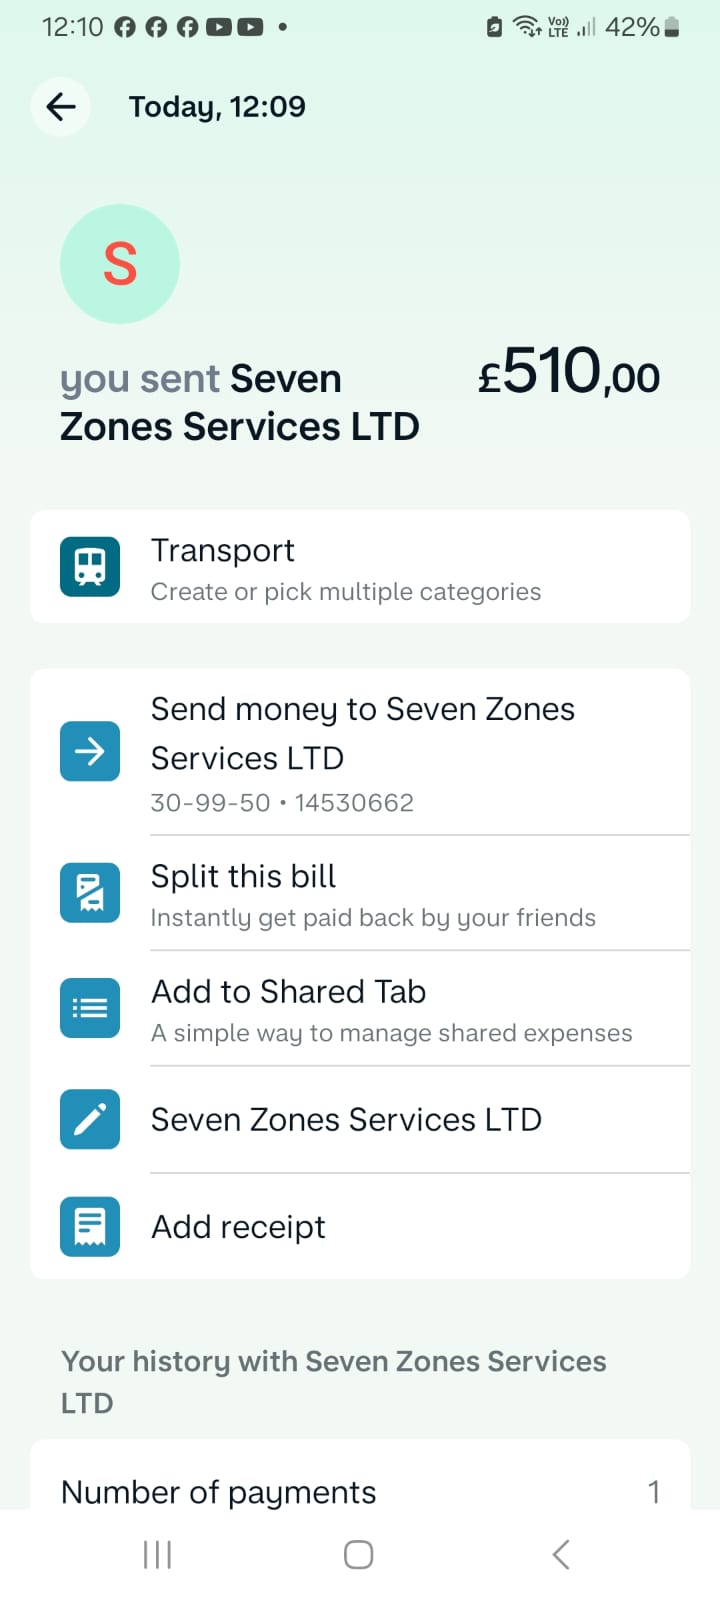 12:10 42%
Today, 12:09
S
you sent Seven
Zones Services LTD
£510,00
Transport
Create or pick multiple categories
Send money to Seven Zones
Services LTD
30-99-50 • 14530662
Split this bill
Instantly get paid back by your friends
Add to Shared Tab
A simple way to manage shared expenses
Seven Zones Services LTD
Add receipt
Your history with Seven Zones Services
LTD
Number of payments 1